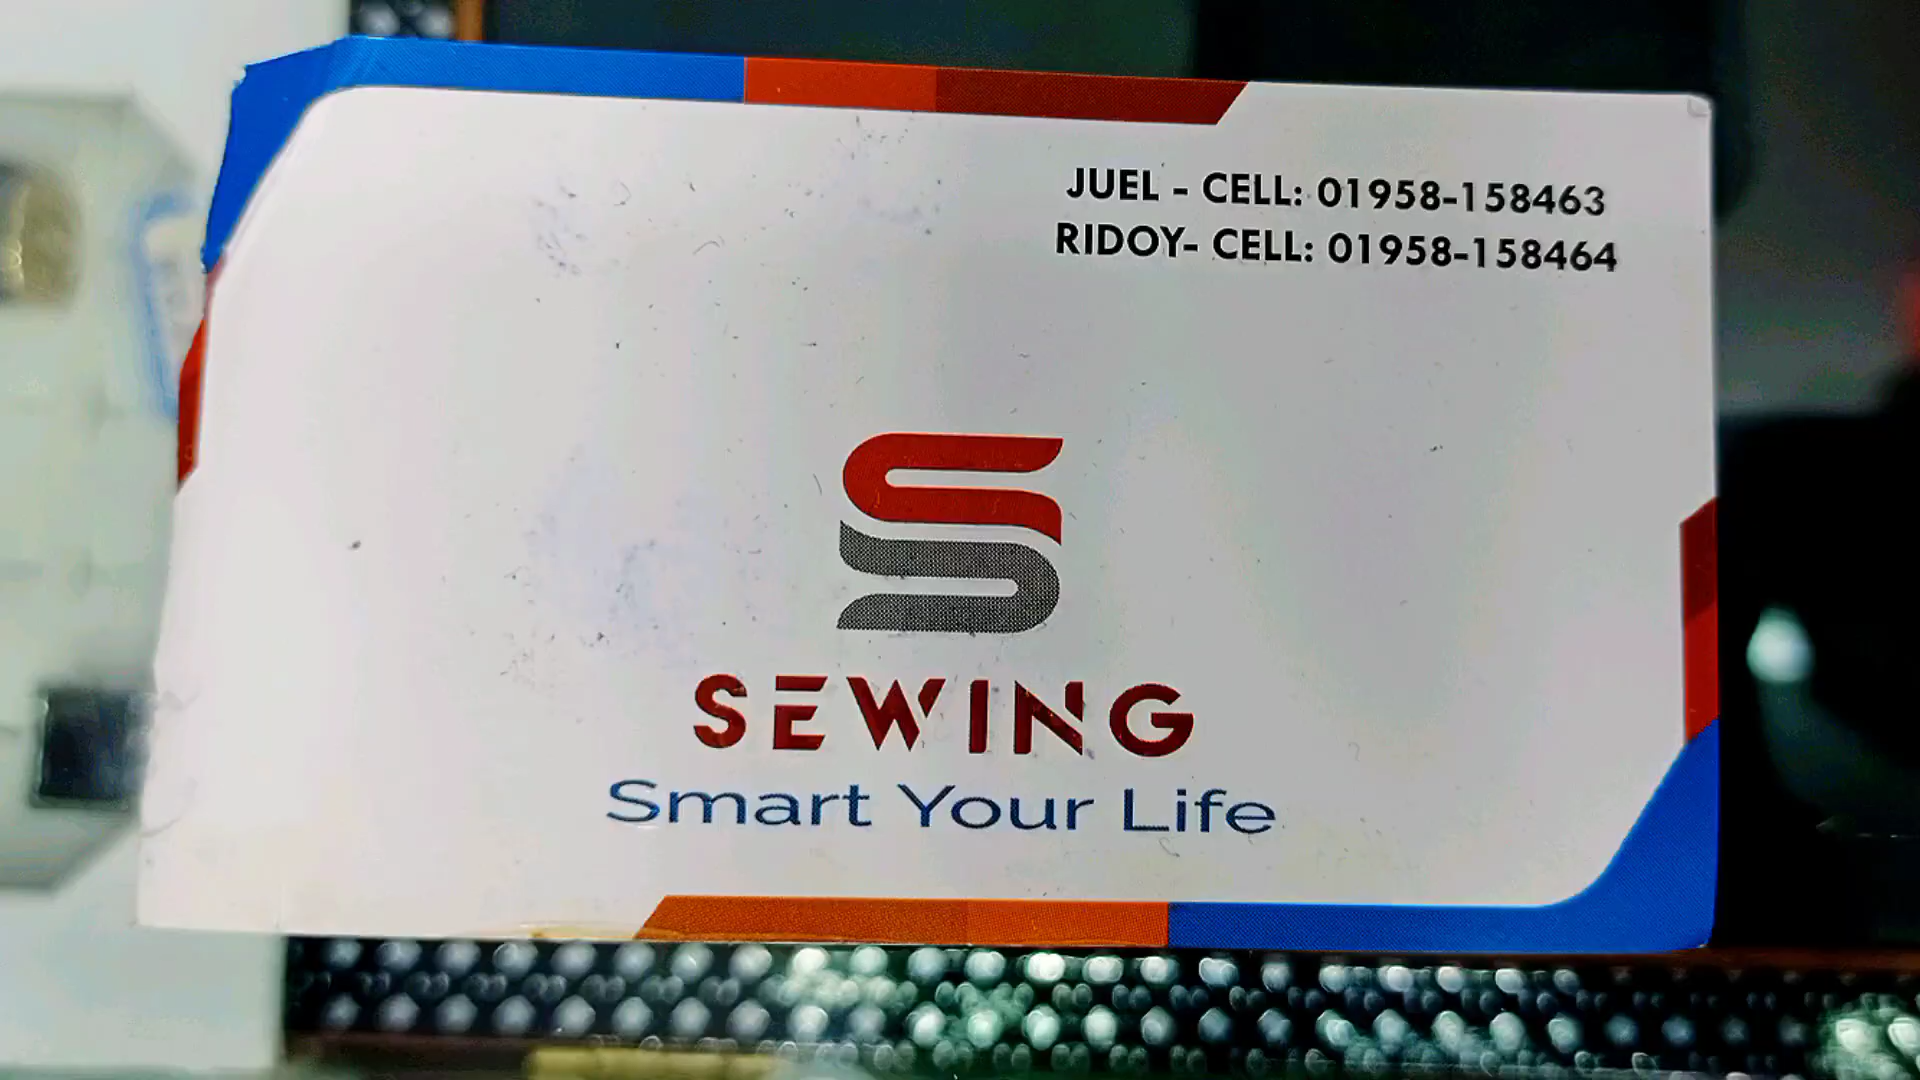 JUEL - CELL: 01958-158463
RIDOY- CELL: 01958-158464
SEWING
Smart Your Life